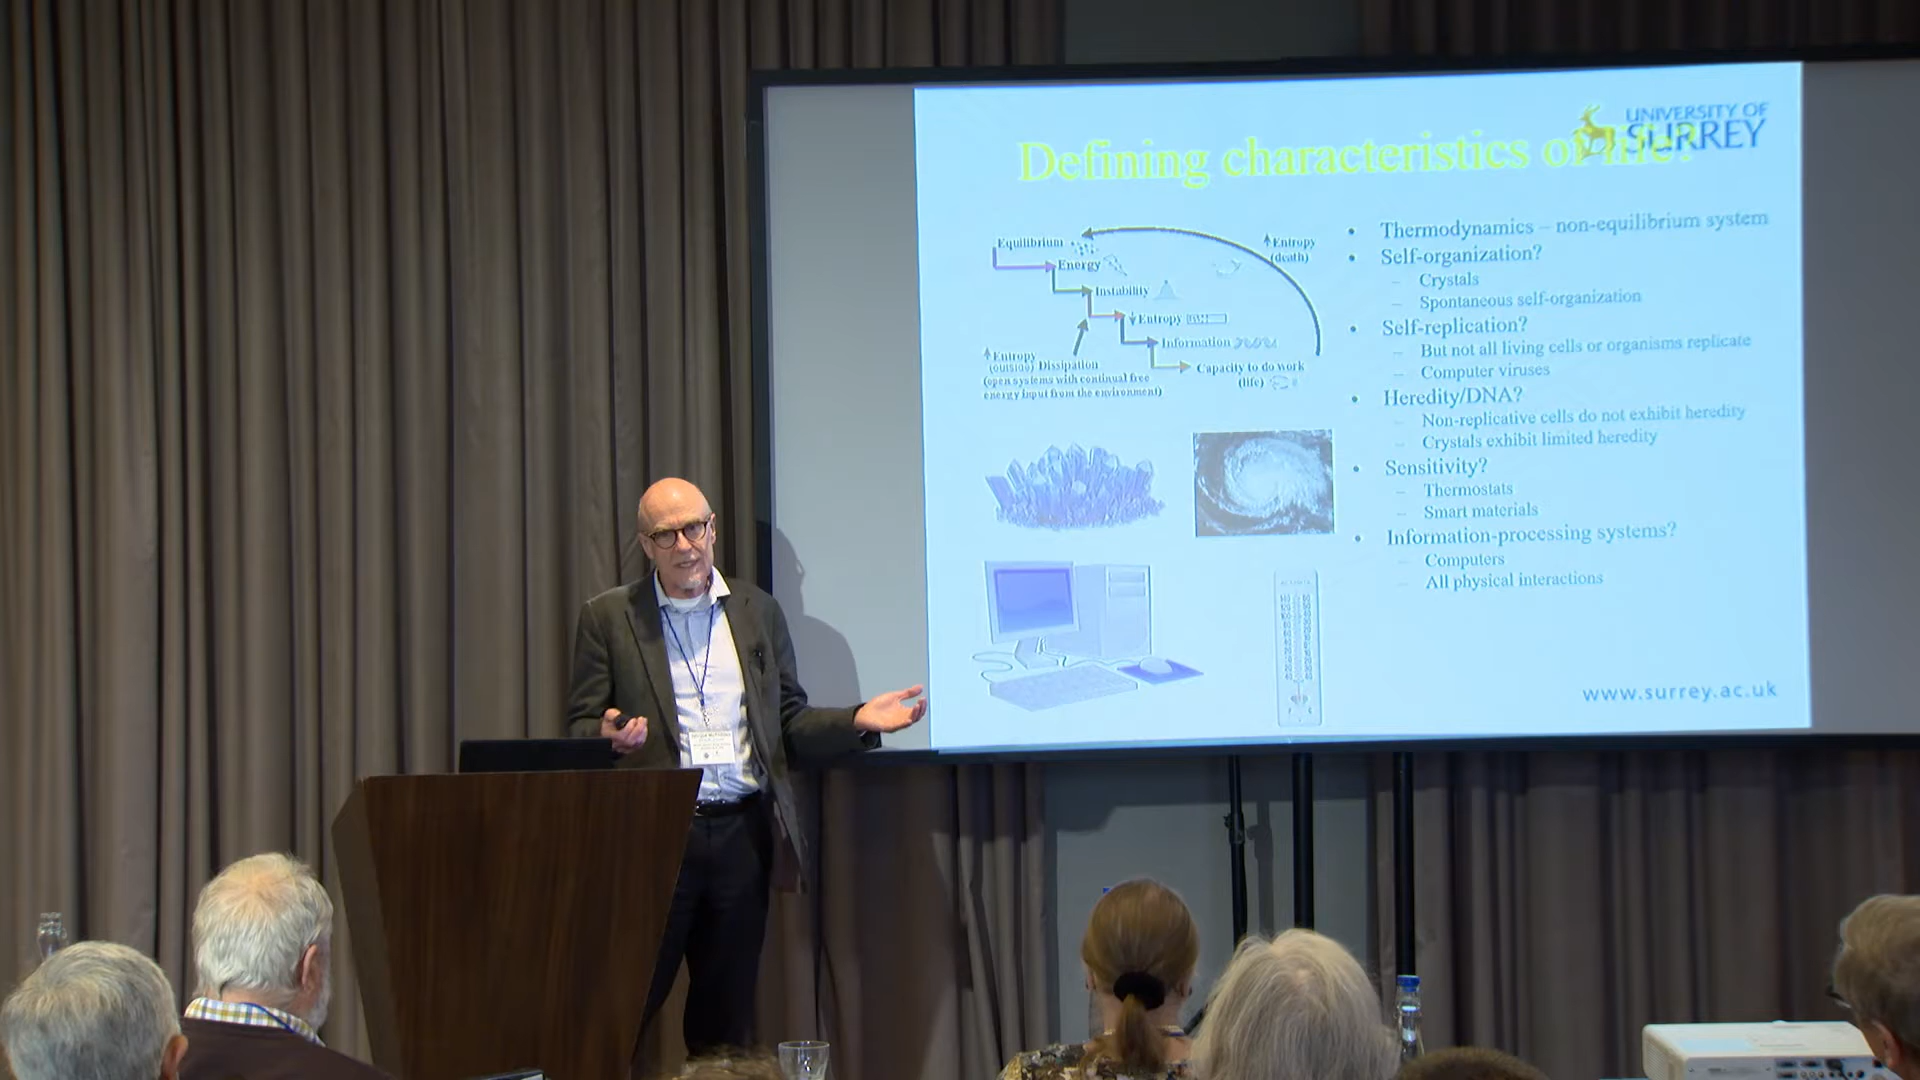 UNIVERSITY OF
SURREY
Defining characteristics of life?
Equilibrium
Energy
Instability
Entropy
Information
Capacity to do work
(life)
Entropy
(death)
Entropy
(outside) Dissipation
(open systems with continual free
energy input from the environment)
• Thermodynamics – non-equilibrium system
• Self-organization?
– Crystals
– Spontaneous self-organization
• Self-replication?
– But not all living cells or organisms replicate
– Computer viruses
• Heredity/DNA?
– Non-replicative cells do not exhibit heredity
– Crystals exhibit limited heredity
• Sensitivity?
– Thermostats
– Smart materials
• Information-processing systems?
– Computers
– All physical interactions
www.surrey.ac.uk